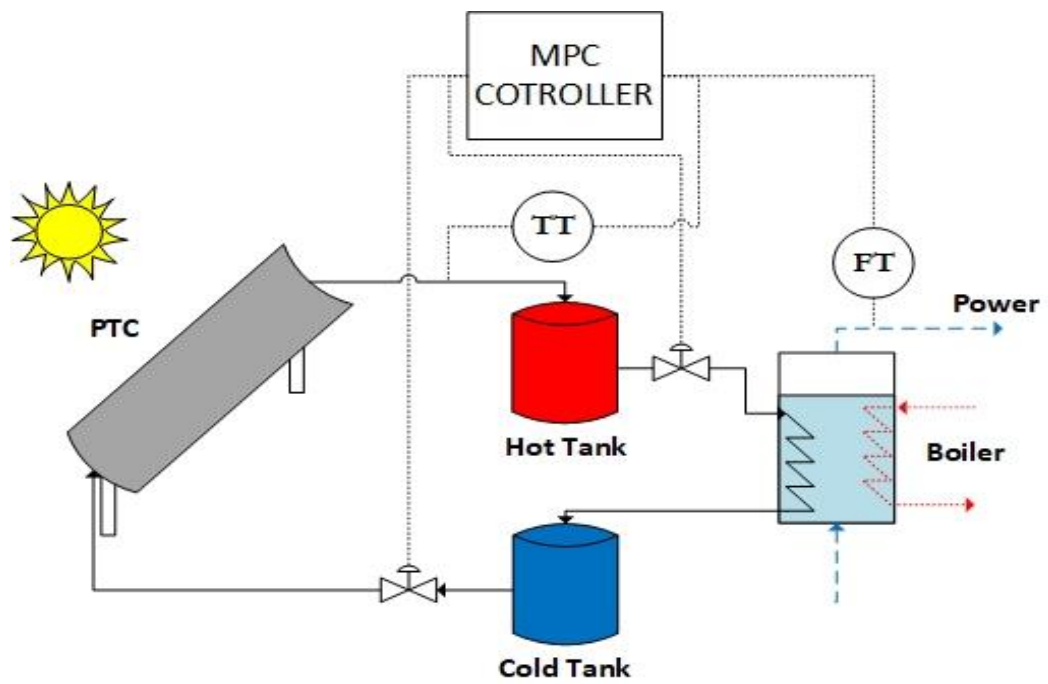 MPC
COTROLLER
TT
FT
Power
PTC
Hot Tank
Boiler
Cold Tank